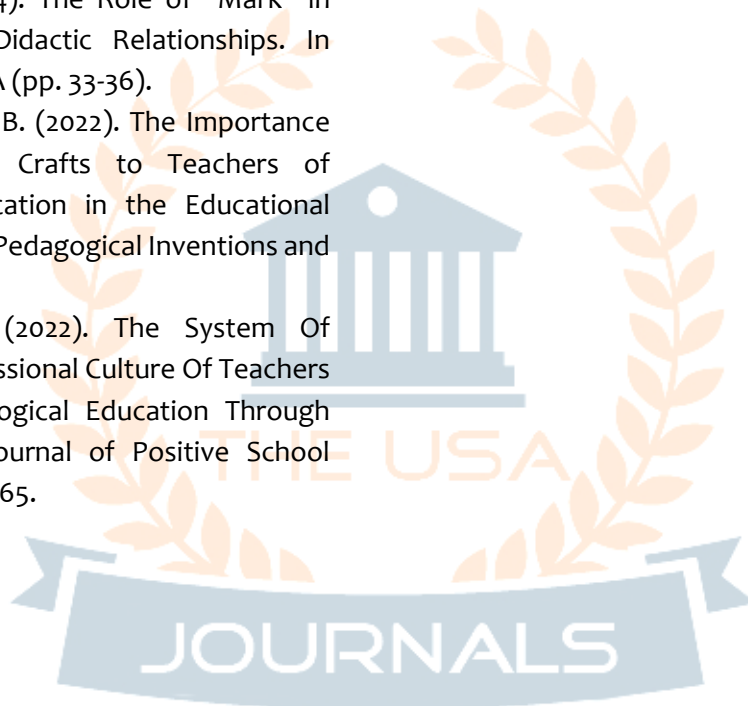 4). The Role of "Mark" in
Didactic Relationships. In
(pp. 33-36).
B. (2022). The Importance
Crafts to Teachers of
cation in the Educational
Pedagogical Inventions and
(2022). The System Of
ssional Culture Of Teachers
ogical Education Through
ournal of Positive School
65.
THE USA
JOURNALS